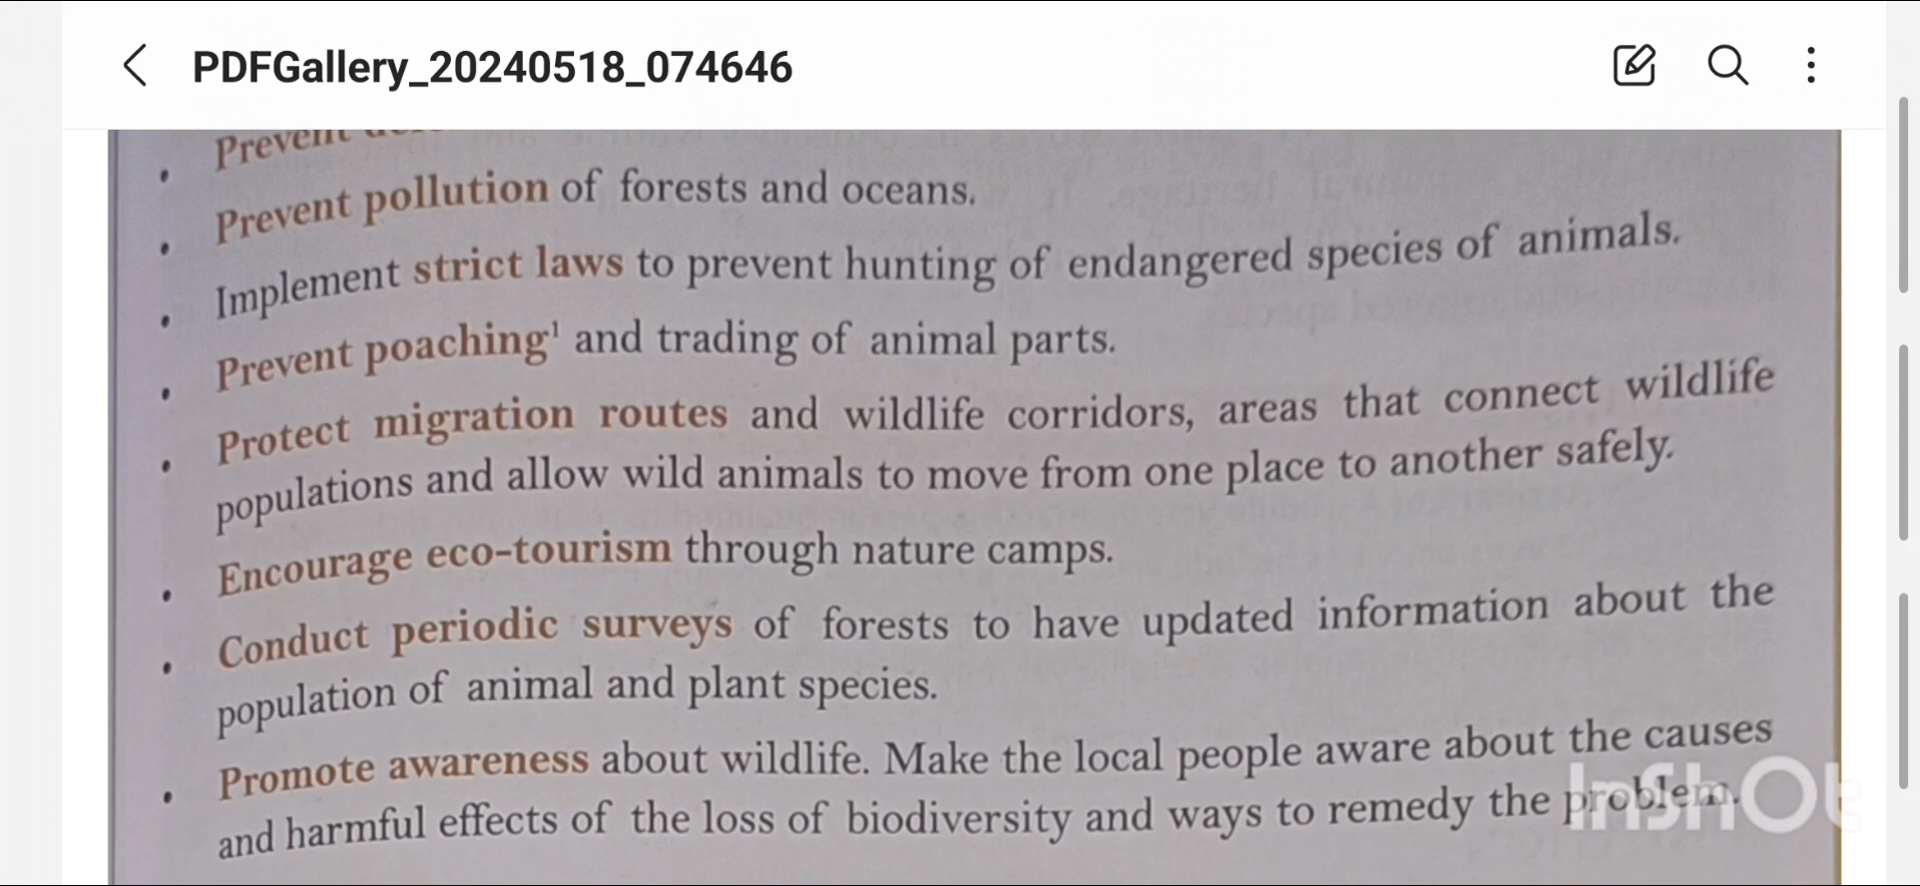 PDFGallery_20240518_074646
Prevent
Prevent pollution of forests and oceans.
Implement strict laws to prevent hunting of endangered species of animals.
Prevent poaching¹ and trading of animal parts.
Protect migration routes and wildlife corridors, areas that connect wildlife
populations and allow wild animals to move from one place to another safely.
Encourage eco-tourism through nature camps.
Conduct periodic surveys of forests to have updated information about the
population of animal and plant species.
Promote awareness about wildlife. Make the local people aware about the causes
and harmful effects of the loss of biodiversity and ways to remedy the problem.
InShOt